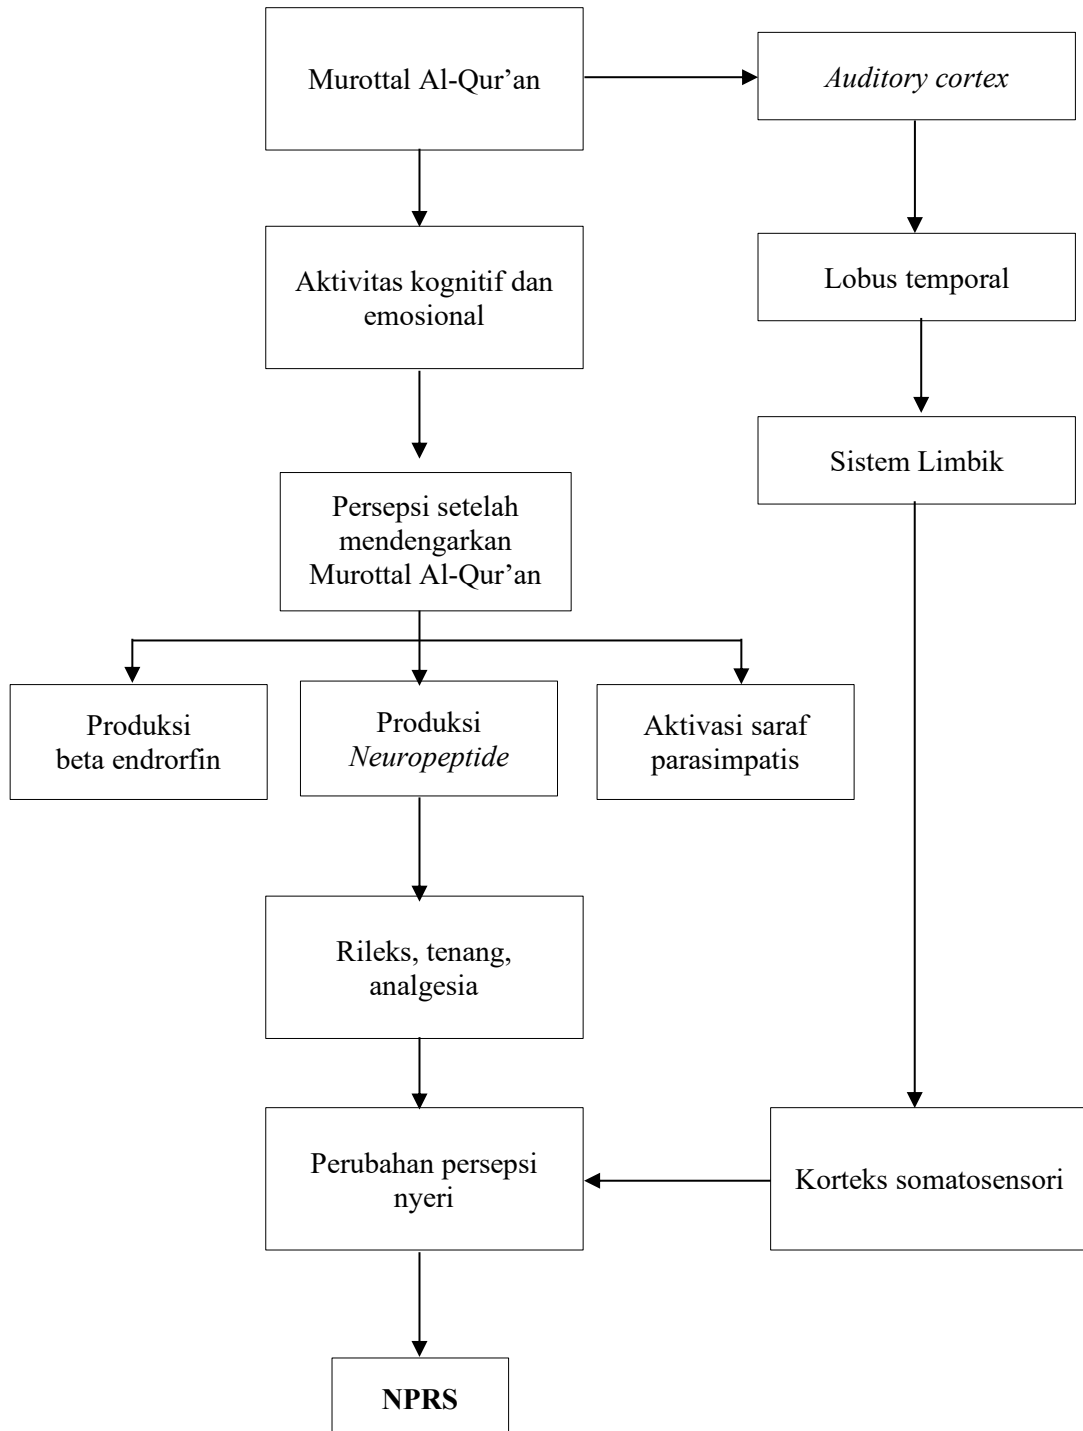 Murottal Al-Qur’an
Auditory cortex
Aktivitas kognitif dan
emosional
Lobus temporal
Sistem Limbik
Persepsi setelah
mendengarkan
Murottal Al-Qur’an
Produksi
beta endrorfin
Produksi
Neuropeptide
Aktivasi saraf
parasimpatis
Rileks, tenang,
analgesia
Perubahan persepsi
nyeri
Korteks somatosensori
NPRS